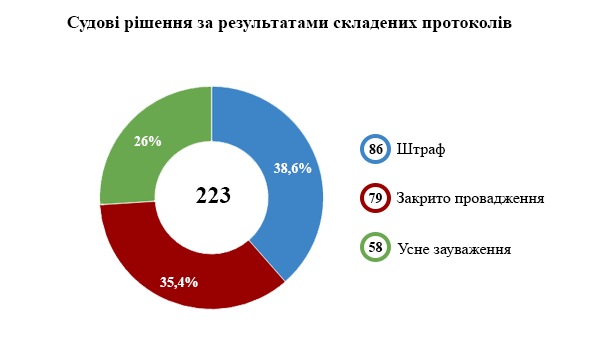 Судові рішення за результатами складених протоколів
26%
38,6%
223
35,4%
86 Штраф
79 Закрито провадження
58 Усне зауваження